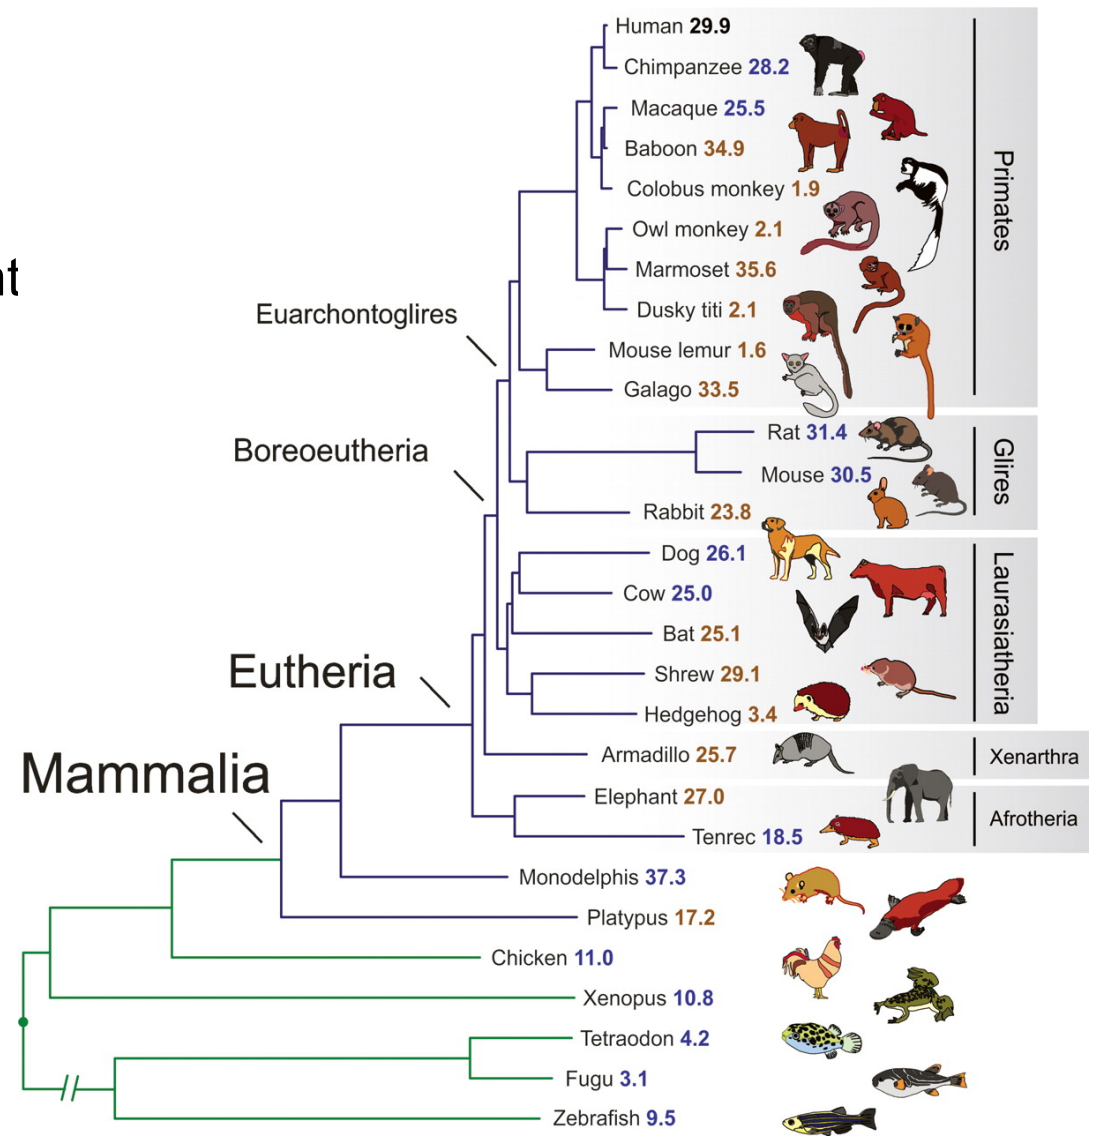 Human 29.9
Chimpanzee 28.2
Macaque 25.5
Baboon 34.9
Colobus monkey 1.9
Owl monkey 2.1
Marmoset 35.6
Dusky titi 2.1
Mouse lemur 1.6
Galago 33.5
Primates
nt
Euarchontoglires
Rat 31.4
Mouse 30.5
Rabbit 23.8
Glires
Boreoeutheria
Dog 26.1
Cow 25.0
Bat 25.1
Shrew 29.1
Hedgehog 3.4
Laurasiatheria
Eutheria
Armadillo 25.7
Xenarthra
Mammalia
Elephant 27.0
Tenrec 18.5
Afrotheria
Monodelphis 37.3
Platypus 17.2
Chicken 11.0
Xenopus 10.8
Tetraodon 4.2
Fugu 3.1
Zebrafish 9.5